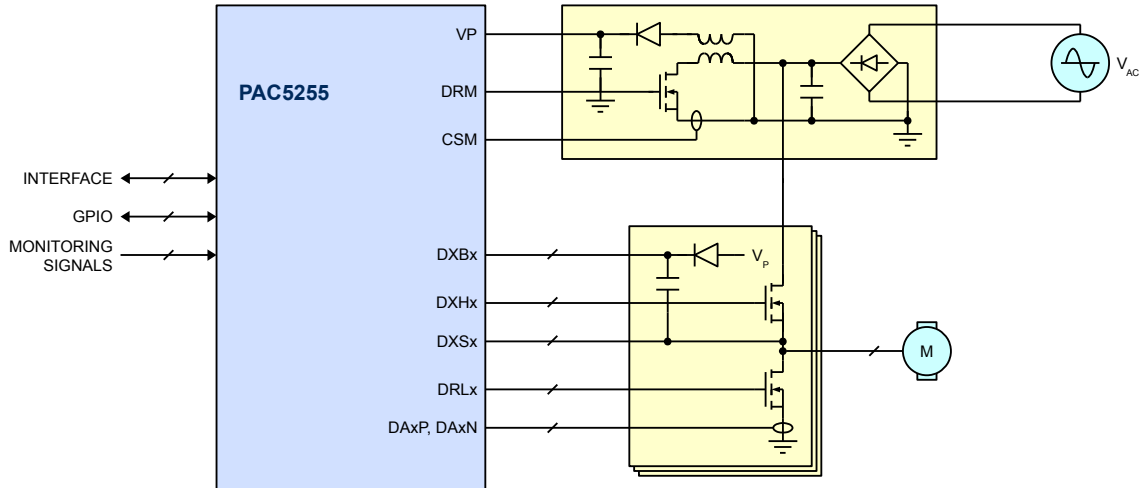 VP
V_AC
PAC5255
DRM
CSM
INTERFACE
GPIO
MONITORING
SIGNALS
DXBx
V_P
DXHx
DXSx
M
DRLx
DAxP, DAxN